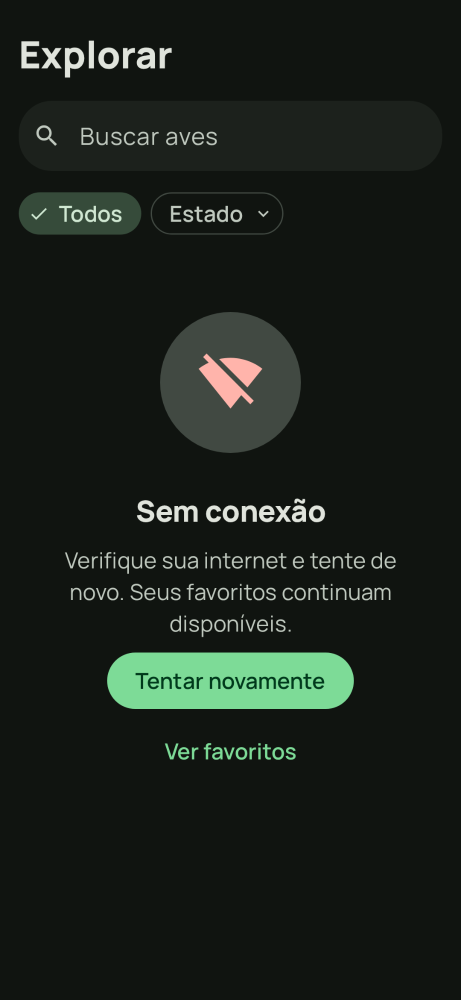 Explorar
Buscar aves
Todos
Estado
Sem conexão
Verifique sua internet e tente de
novo. Seus favoritos continuam
disponíveis.
Tentar novamente
Ver favoritos